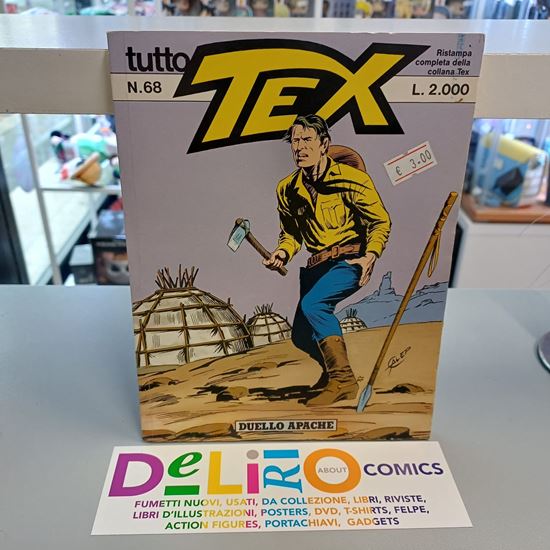 tutto TEX
N.68
Ristampa
completa della
collana Tex
L. 2.000
€ 3.00
GALEP
DUELLO APACHE
DeLiRiO ABOUT COMICS
FUMETTI NUOVI, USATI, DA COLLEZIONE, LIBRI, RIVISTE,
LIBRI D'ILLUSTRAZIONI, POSTERS, DVD, T-SHIRTS, FELPE,
ACTION FIGURES, PORTACHIAVI, GADGETS